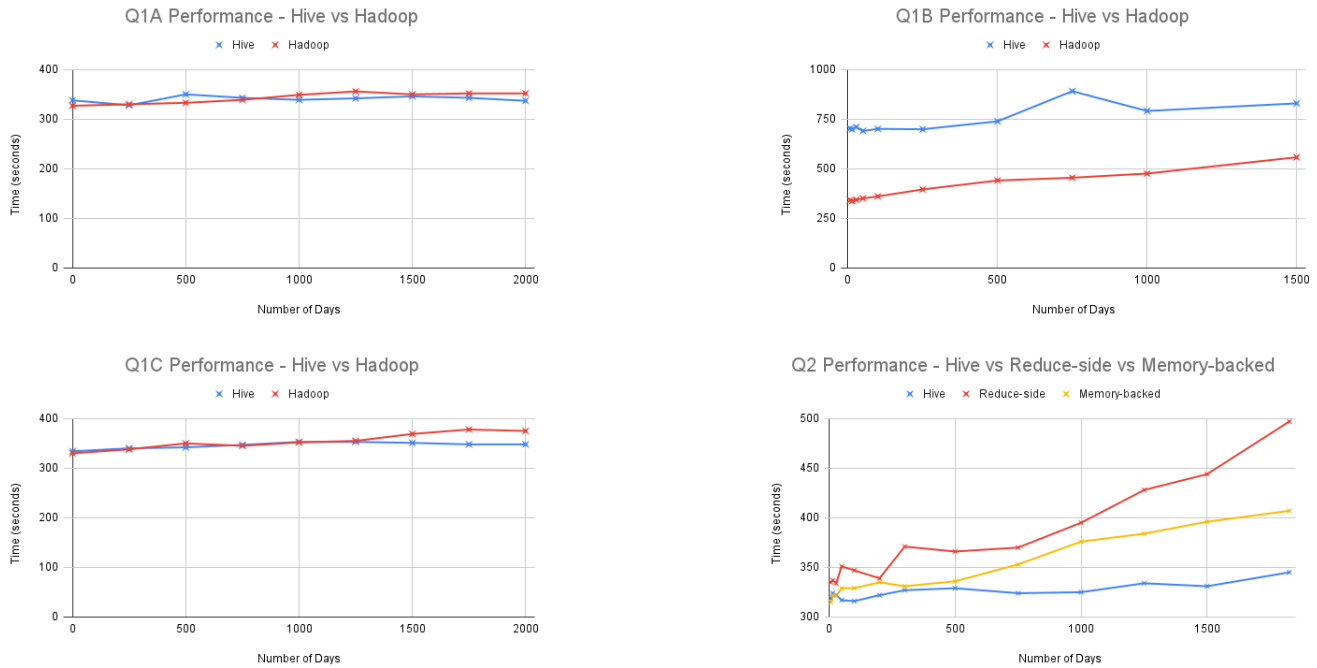 Q1A Performance - Hive vs Hadoop
Hive Hadoop
400
300
200
100
0
Time (seconds)
0 500 1000 1500 2000
Number of Days
Q1B Performance - Hive vs Hadoop
Hive Hadoop
1000
750
500
250
0
Time (seconds)
0 500 1000 1500
Number of Days
Q1C Performance - Hive vs Hadoop
Hive Hadoop
400
300
200
100
0
Time (seconds)
0 500 1000 1500 2000
Number of Days
Q2 Performance - Hive vs Reduce-side vs Memory-backed
Hive Reduce-side Memory-backed
500
450
400
350
300
Time (seconds)
0 500 1000 1500
Number of Days